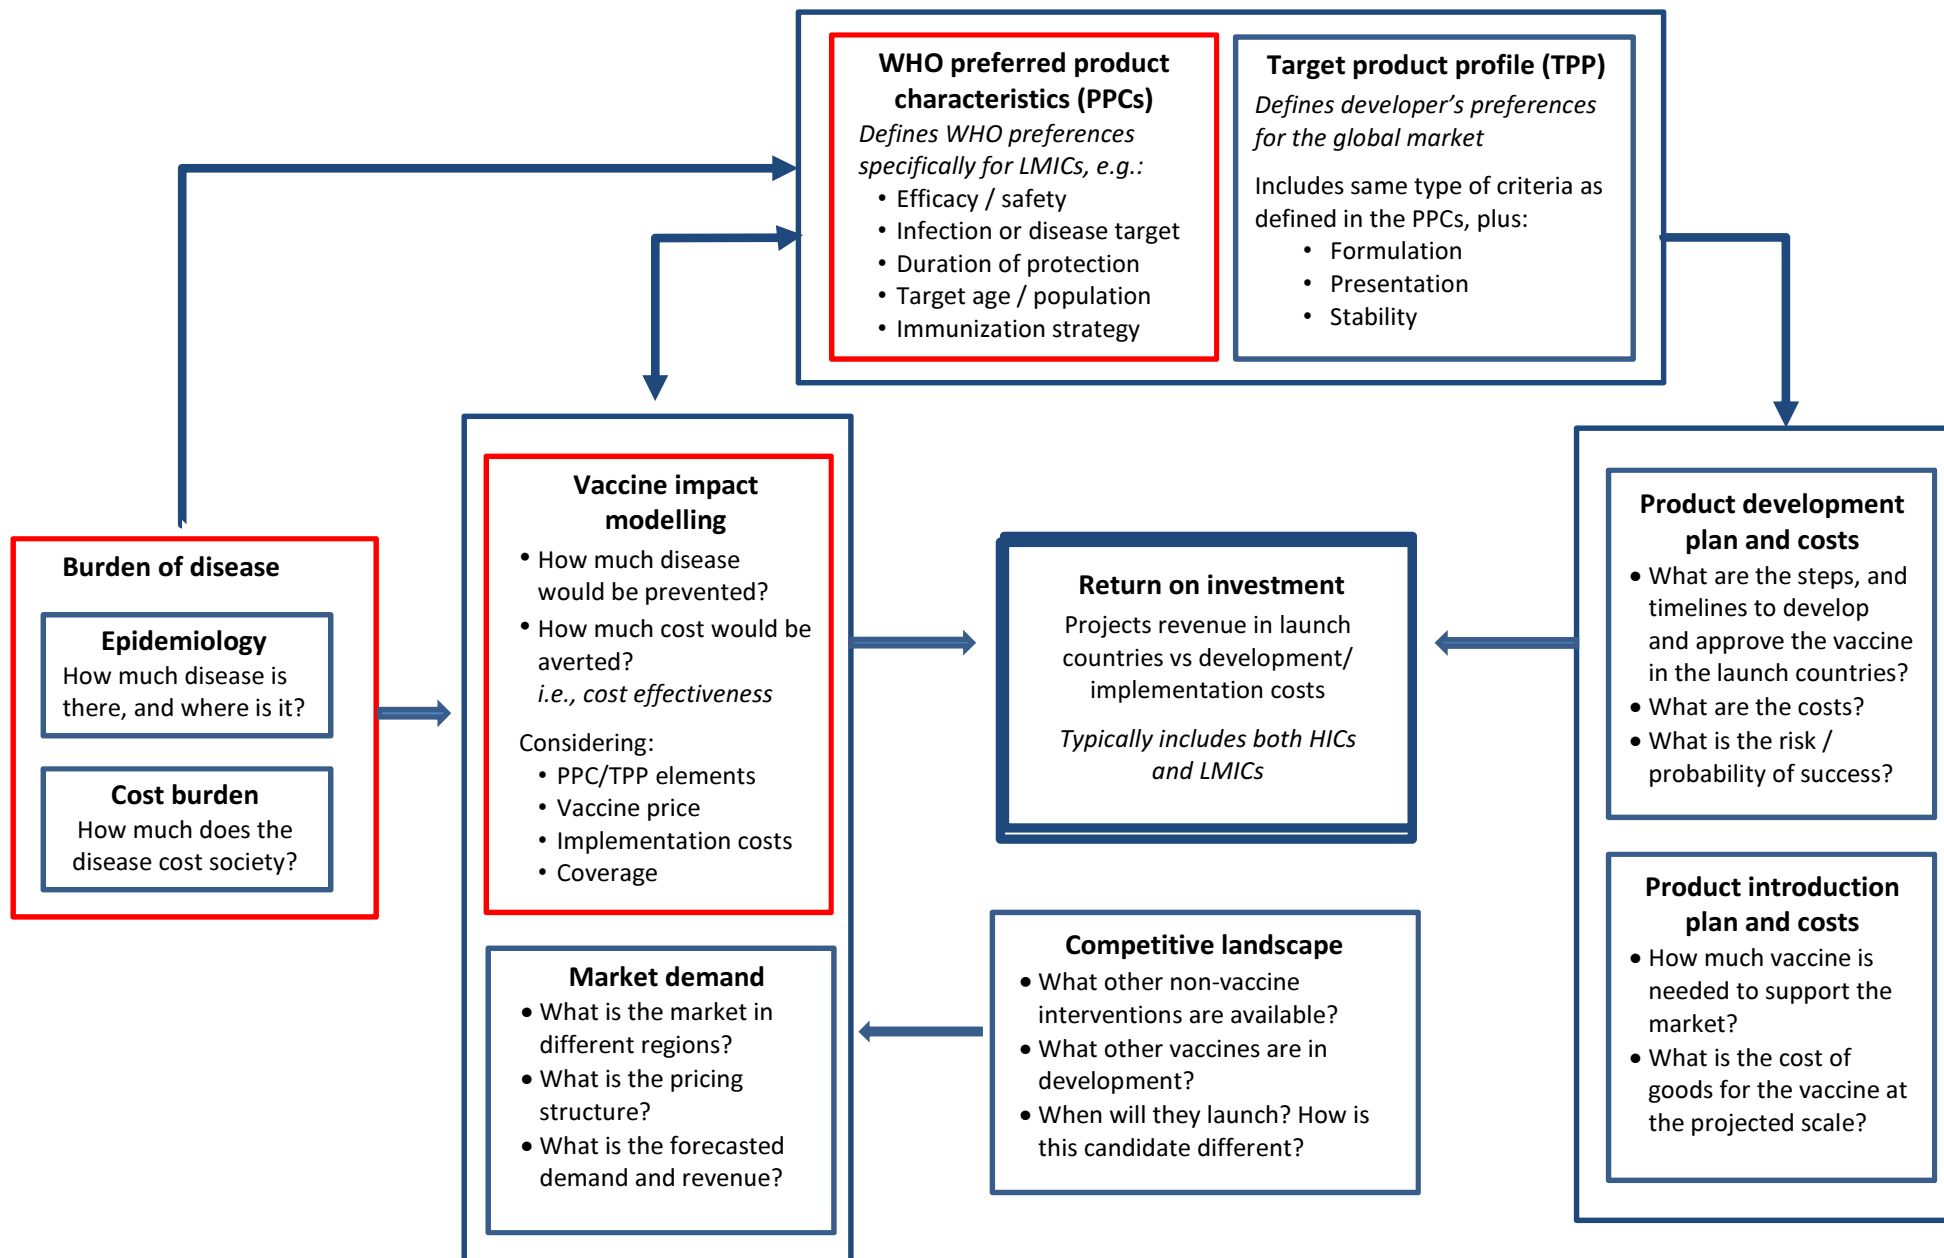 WHO preferred product
characteristics (PPCs)
Defines WHO preferences
specifically for LMICs, e.g.:
• Efficacy / safety
• Infection or disease target
• Duration of protection
• Target age / population
• Immunization strategy
Target product profile (TPP)
Defines developer’s preferences
for the global market
Includes same type of criteria as
defined in the PPCs, plus:
• Formulation
• Presentation
• Stability
Burden of disease
Epidemiology
How much disease is
there, and where is it?
Cost burden
How much does the
disease cost society?
Vaccine impact
modelling
• How much disease
would be prevented?
• How much cost would be
averted?
i.e., cost effectiveness
Considering:
• PPC/TPP elements
• Vaccine price
• Implementation costs
• Coverage
Market demand
• What is the market in
different regions?
• What is the pricing
structure?
• What is the forecasted
demand and revenue?
Return on investment
Projects revenue in launch
countries vs development/
implementation costs
Typically includes both HICs
and LMICs
Competitive landscape
• What other non-vaccine
interventions are available?
• What other vaccines are in
development?
• When will they launch? How is
this candidate different?
Product development
plan and costs
• What are the steps, and
timelines to develop
and approve the vaccine
in the launch countries?
• What are the costs?
• What is the risk /
probability of success?
Product introduction
plan and costs
• How much vaccine is
needed to support the
market?
• What is the cost of
goods for the vaccine at
the projected scale?